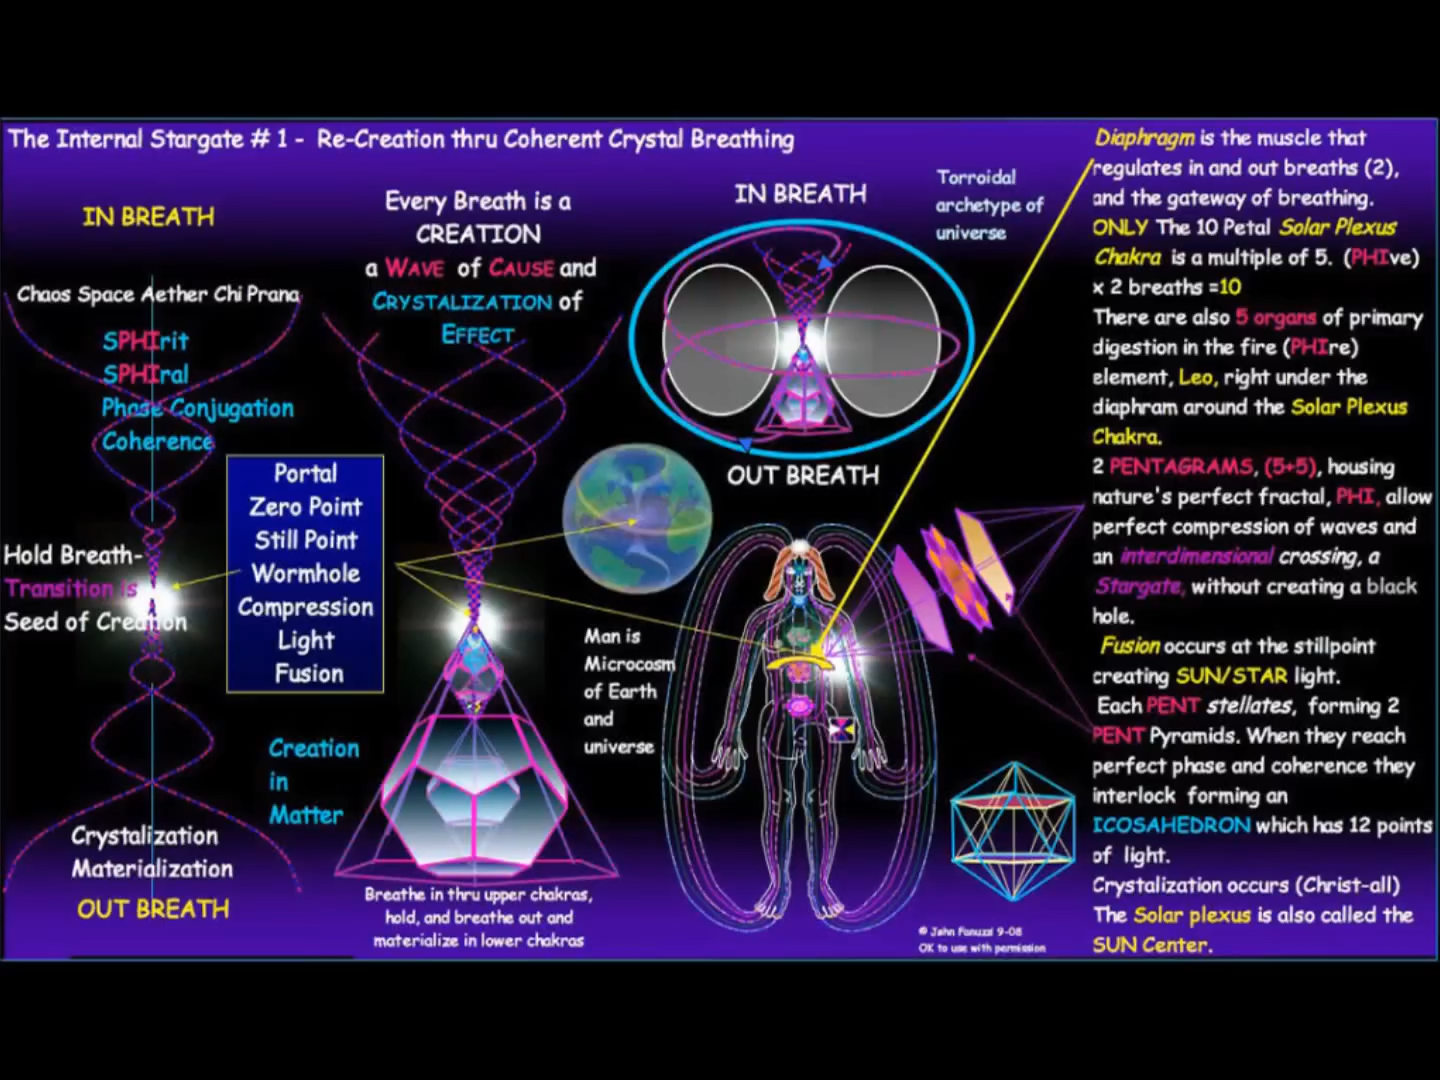 The Internal Stargate # 1 - Re-Creation thru Coherent Crystal Breathing
IN BREATH
Chaos Space Aether Chi Prana
SPHIrit
SPHIral
Phase Conjugation
Coherence
Hold Breath-
Transition is
Seed of Creation
Portal
Zero Point
Still Point
Wormhole
Compression
Light
Fusion
Creation
in
Matter
Crystalization
Materialization
OUT BREATH
Every Breath is a
CREATION
a WAVE of CAUSE and
CRYSTALIZATION of
EFFECT
Breathe in thru upper chakras,
hold, and breathe out and
materialize in lower chakras
IN BREATH
Torroidal
archetype of
universe
OUT BREATH
Man is
Microcosm
of Earth
and
universe
© John Fanuzzi 9-08
OK to use with permission
Diaphragm is the muscle that
regulates in and out breaths (2),
and the gateway of breathing.
ONLY The 10 Petal Solar Plexus
Chakra is a multiple of 5. (PHIve)
x 2 breaths =10
There are also 5 organs of primary
digestion in the fire (PHIre)
element, Leo, right under the
diaphram around the Solar Plexus
Chakra.
2 PENTAGRAMS, (5+5), housing
nature's perfect fractal, PHI, allow
perfect compression of waves and
an interdimensional crossing, a
Stargate, without creating a black
hole.
Fusion occurs at the stillpoint
creating SUN/STAR light.
Each PENT stellates, forming 2
PENT Pyramids. When they reach
perfect phase and coherence they
interlock forming an
ICOSAHEDRON which has 12 points
of light.
Crystalization occurs (Christ-all)
The Solar plexus is also called the
SUN Center.